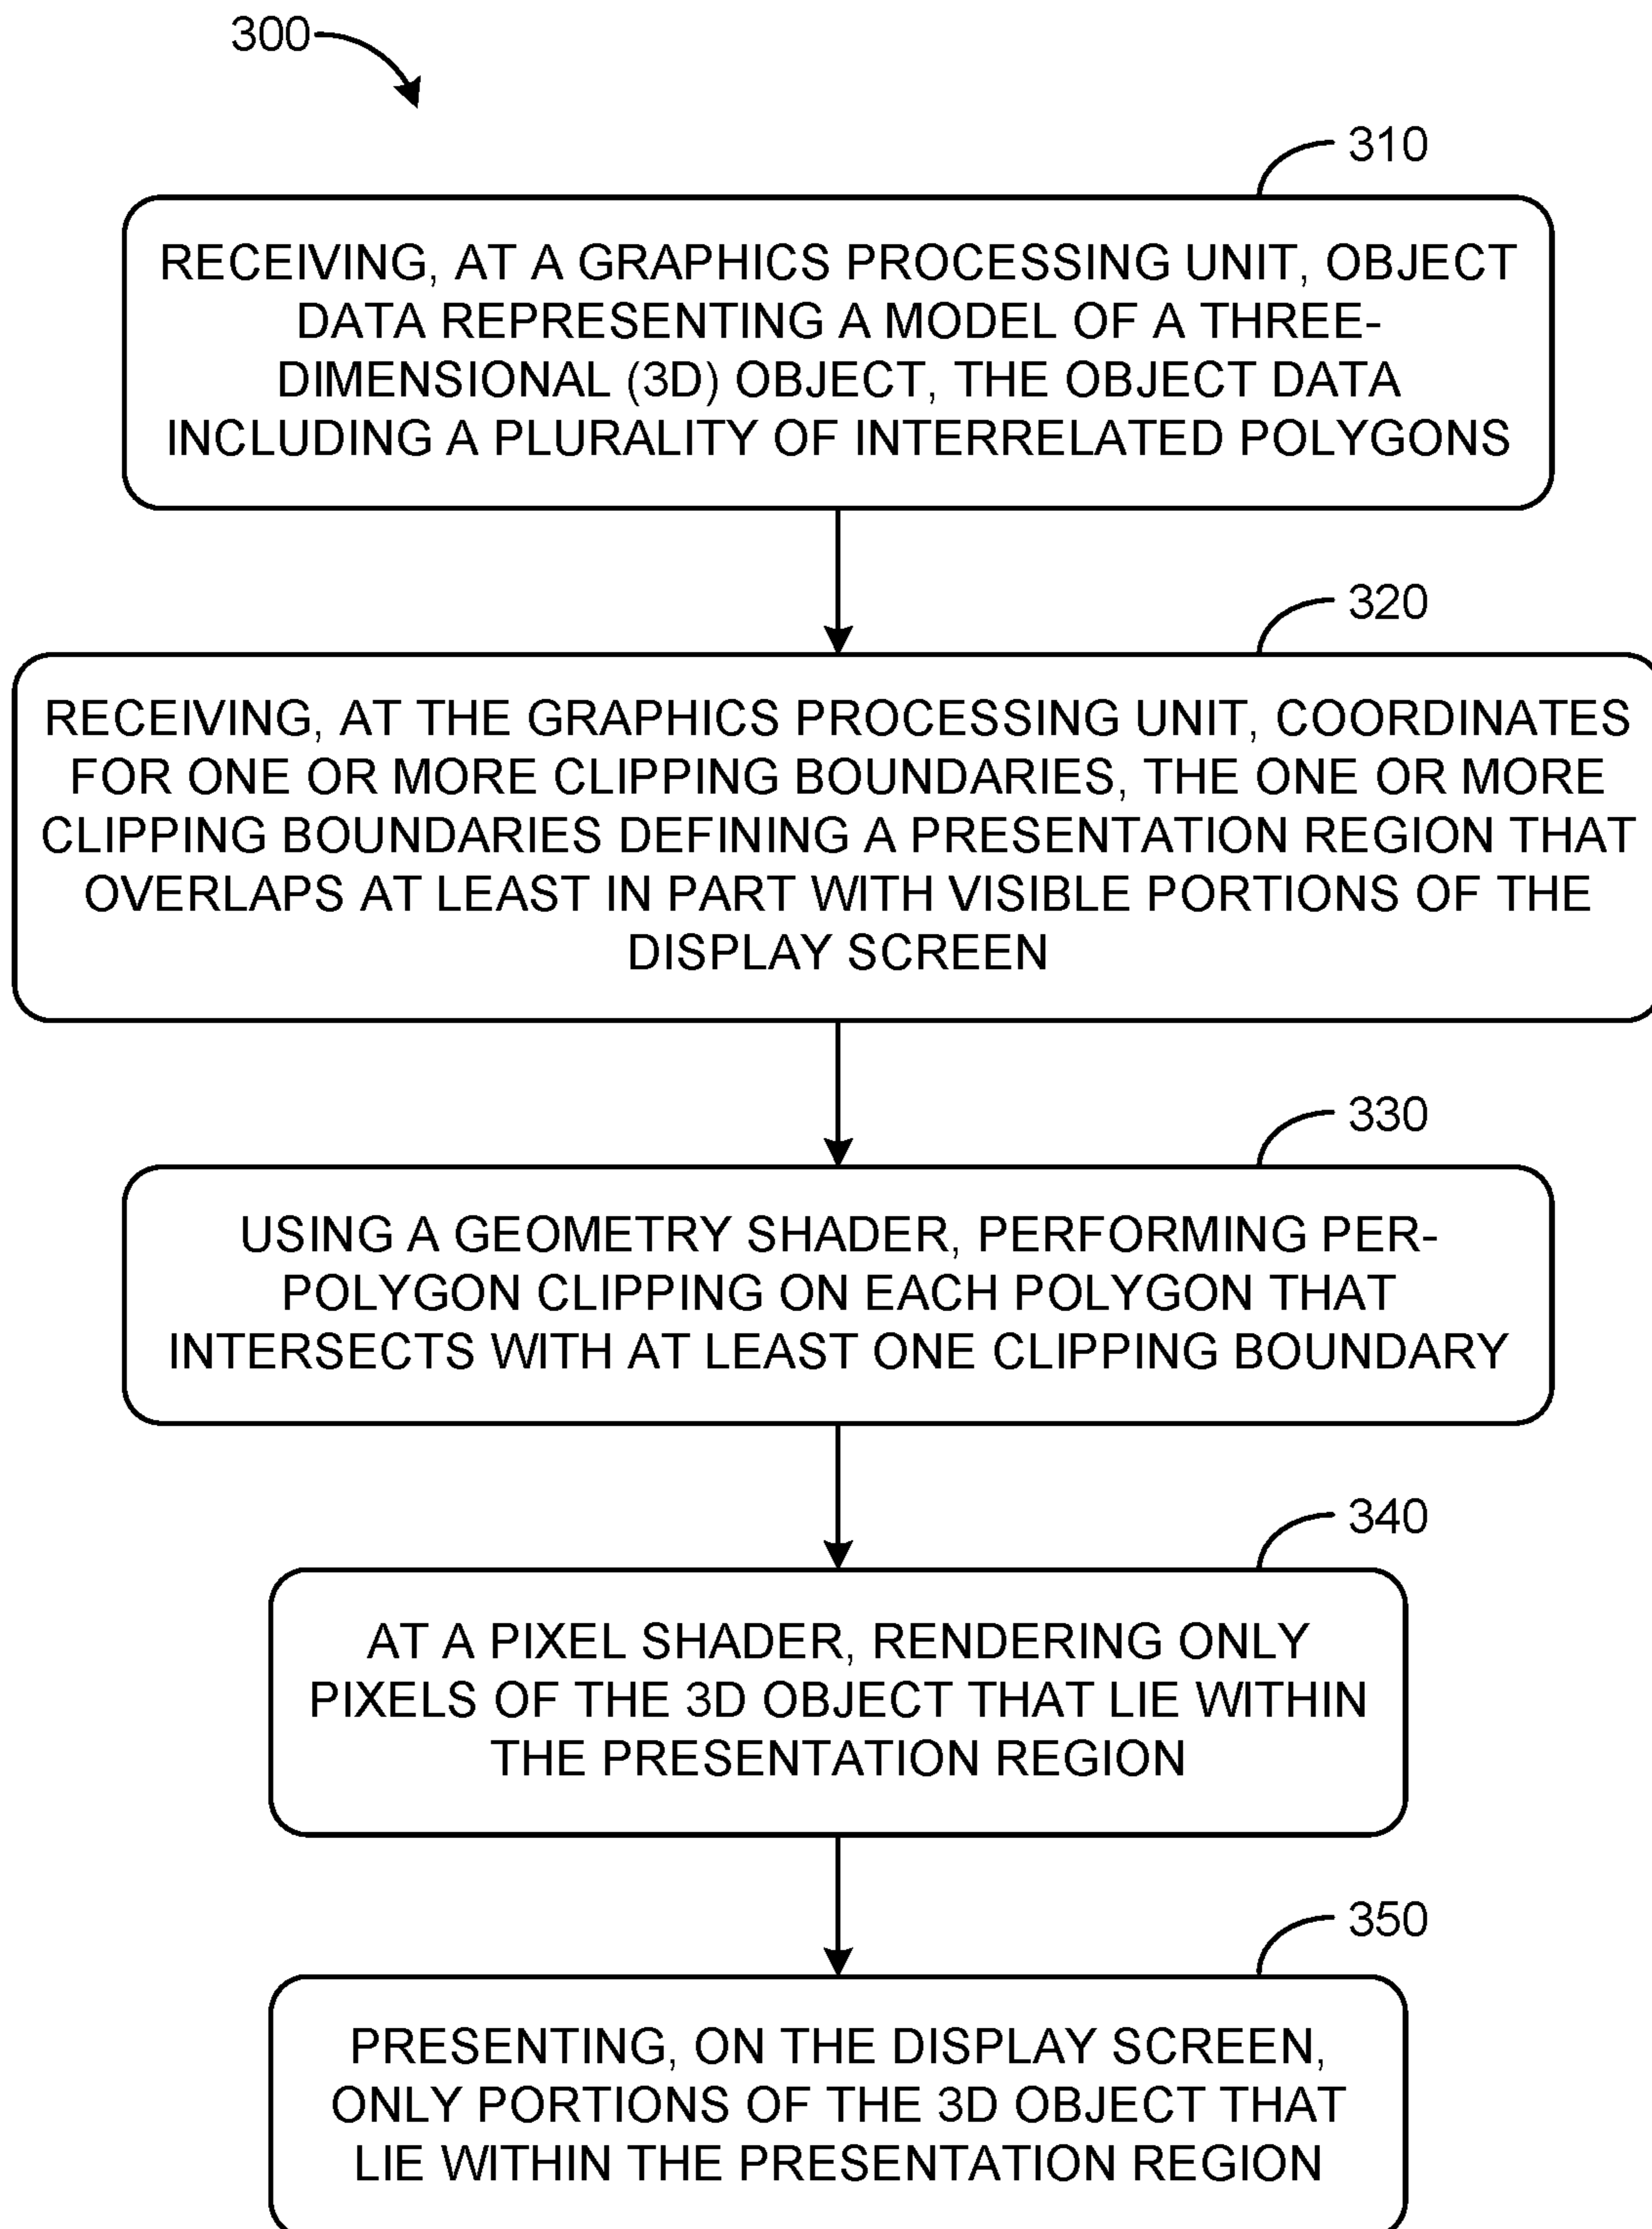 300
310
RECEIVING, AT A GRAPHICS PROCESSING UNIT, OBJECT
DATA REPRESENTING A MODEL OF A THREE-
DIMENSIONAL (3D) OBJECT, THE OBJECT DATA
INCLUDING A PLURALITY OF INTERRELATED POLYGONS
320
RECEIVING, AT THE GRAPHICS PROCESSING UNIT, COORDINATES
FOR ONE OR MORE CLIPPING BOUNDARIES, THE ONE OR MORE
CLIPPING BOUNDARIES DEFINING A PRESENTATION REGION THAT
OVERLAPS AT LEAST IN PART WITH VISIBLE PORTIONS OF THE
DISPLAY SCREEN
330
USING A GEOMETRY SHADER, PERFORMING PER-
POLYGON CLIPPING ON EACH POLYGON THAT
INTERSECTS WITH AT LEAST ONE CLIPPING BOUNDARY
340
AT A PIXEL SHADER, RENDERING ONLY
PIXELS OF THE 3D OBJECT THAT LIE WITHIN
THE PRESENTATION REGION
350
PRESENTING, ON THE DISPLAY SCREEN,
ONLY PORTIONS OF THE 3D OBJECT THAT
LIE WITHIN THE PRESENTATION REGION